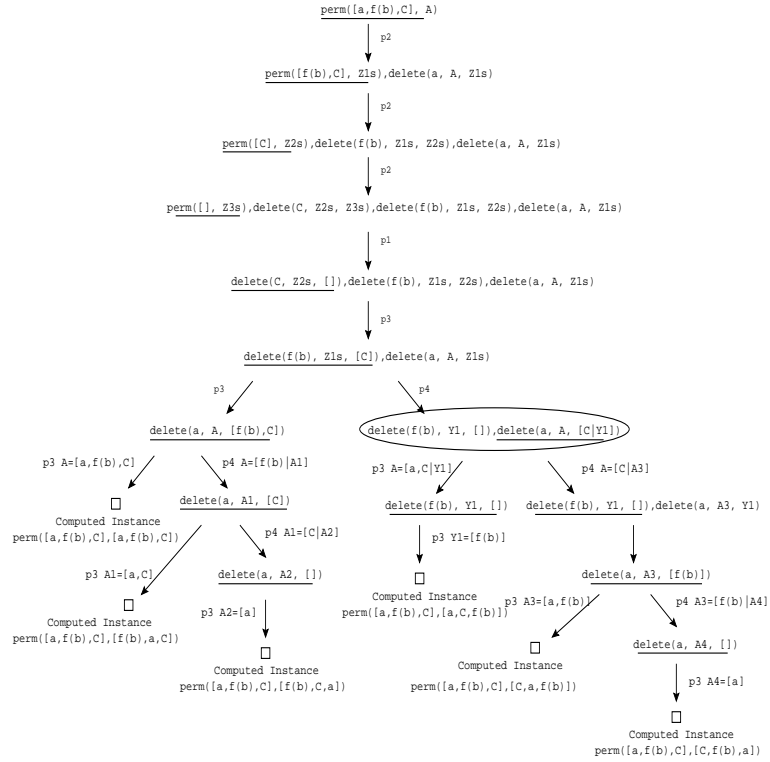 perm([a,f(b),C], A)
p2
perm([f(b),C], Z1s),delete(a, A, Z1s)
p2
perm([C], Z2s),delete(f(b), Z1s, Z2s),delete(a, A, Z1s)
p2
perm([], Z3s),delete(C, Z2s, Z3s),delete(f(b), Z1s, Z2s),delete(a, A, Z1s)
p1
delete(C, Z2s, []),delete(f(b), Z1s, Z2s),delete(a, A, Z1s)
p3
delete(f(b), Z1s, [C]),delete(a, A, Z1s)
p3
p4
delete(a, A, [f(b),C])
delete(f(b), Y1, []),delete(a, A, [C|Y1])
p3 A=[a,f(b),C]
p4 A=[f(b)|A1]
p3 A=[a,C|Y1]
p4 A=[C|A3]
delete(a, A1, [C])
delete(f(b), Y1, [])
delete(f(b), Y1, []),delete(a, A3, Y1)
Computed Instance
perm([a,f(b),C],[a,f(b),C])
p4 A1=[C|A2]
p3 Y1=[f(b)]
p3 A1=[a,C]
delete(a, A2, [])
delete(a, A3, [f(b)])
Computed Instance
perm([a,f(b),C],[f(b),a,C])
p3 A2=[a]
Computed Instance
perm([a,f(b),C],[a,C,f(b)])
p3 A3=[a,f(b)]
p4 A3=[f(b)|A4]
delete(a, A4, [])
Computed Instance
perm([a,f(b),C],[f(b),C,a])
Computed Instance
perm([a,f(b),C],[C,a,f(b)])
p3 A4=[a]
Computed Instance
perm([a,f(b),C],[C,f(b),a])